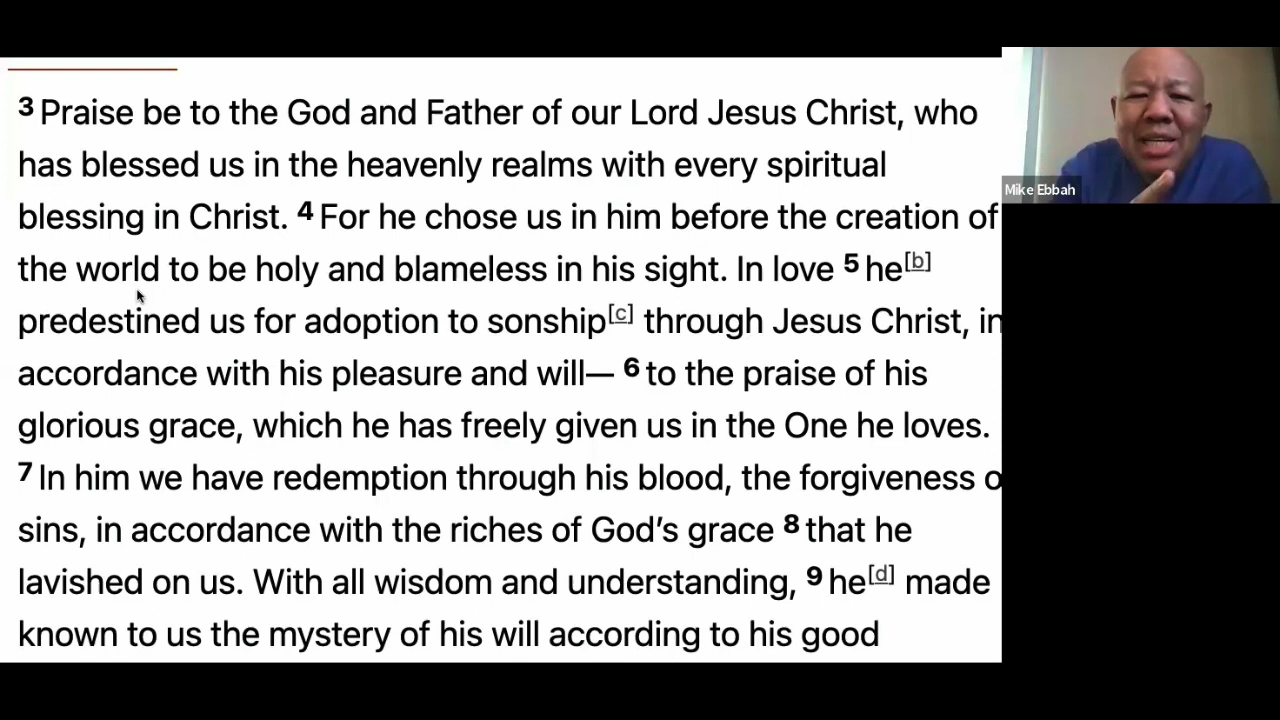 3 Praise be to the God and Father of our Lord Jesus Christ, who
has blessed us in the heavenly realms with every spiritual
blessing in Christ. 4 For he chose us in him before the creation of
the world to be holy and blameless in his sight. In love 5 he[b]
predestined us for adoption to sonship[c] through Jesus Christ, in
accordance with his pleasure and will— 6 to the praise of his
glorious grace, which he has freely given us in the One he loves.
7 In him we have redemption through his blood, the forgiveness o
sins, in accordance with the riches of God’s grace 8 that he
lavished on us. With all wisdom and understanding, 9 he[d] made
known to us the mystery of his will according to his good
Mike Ebbah